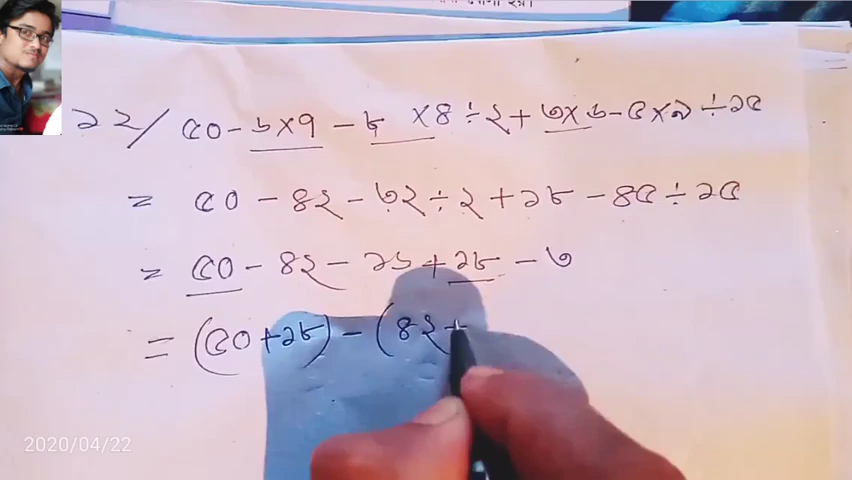 ২২/ ৫০-৬×৭-৮ ×৪÷২+৩×৬-৫×৯÷১৫
= ৫০-৪২-৩২÷২+১৮-৪৫÷১৫
= ৫০-৪২-১৬+১৮-৩
= (৫০+১৮)-(৪২+
2020/04/22